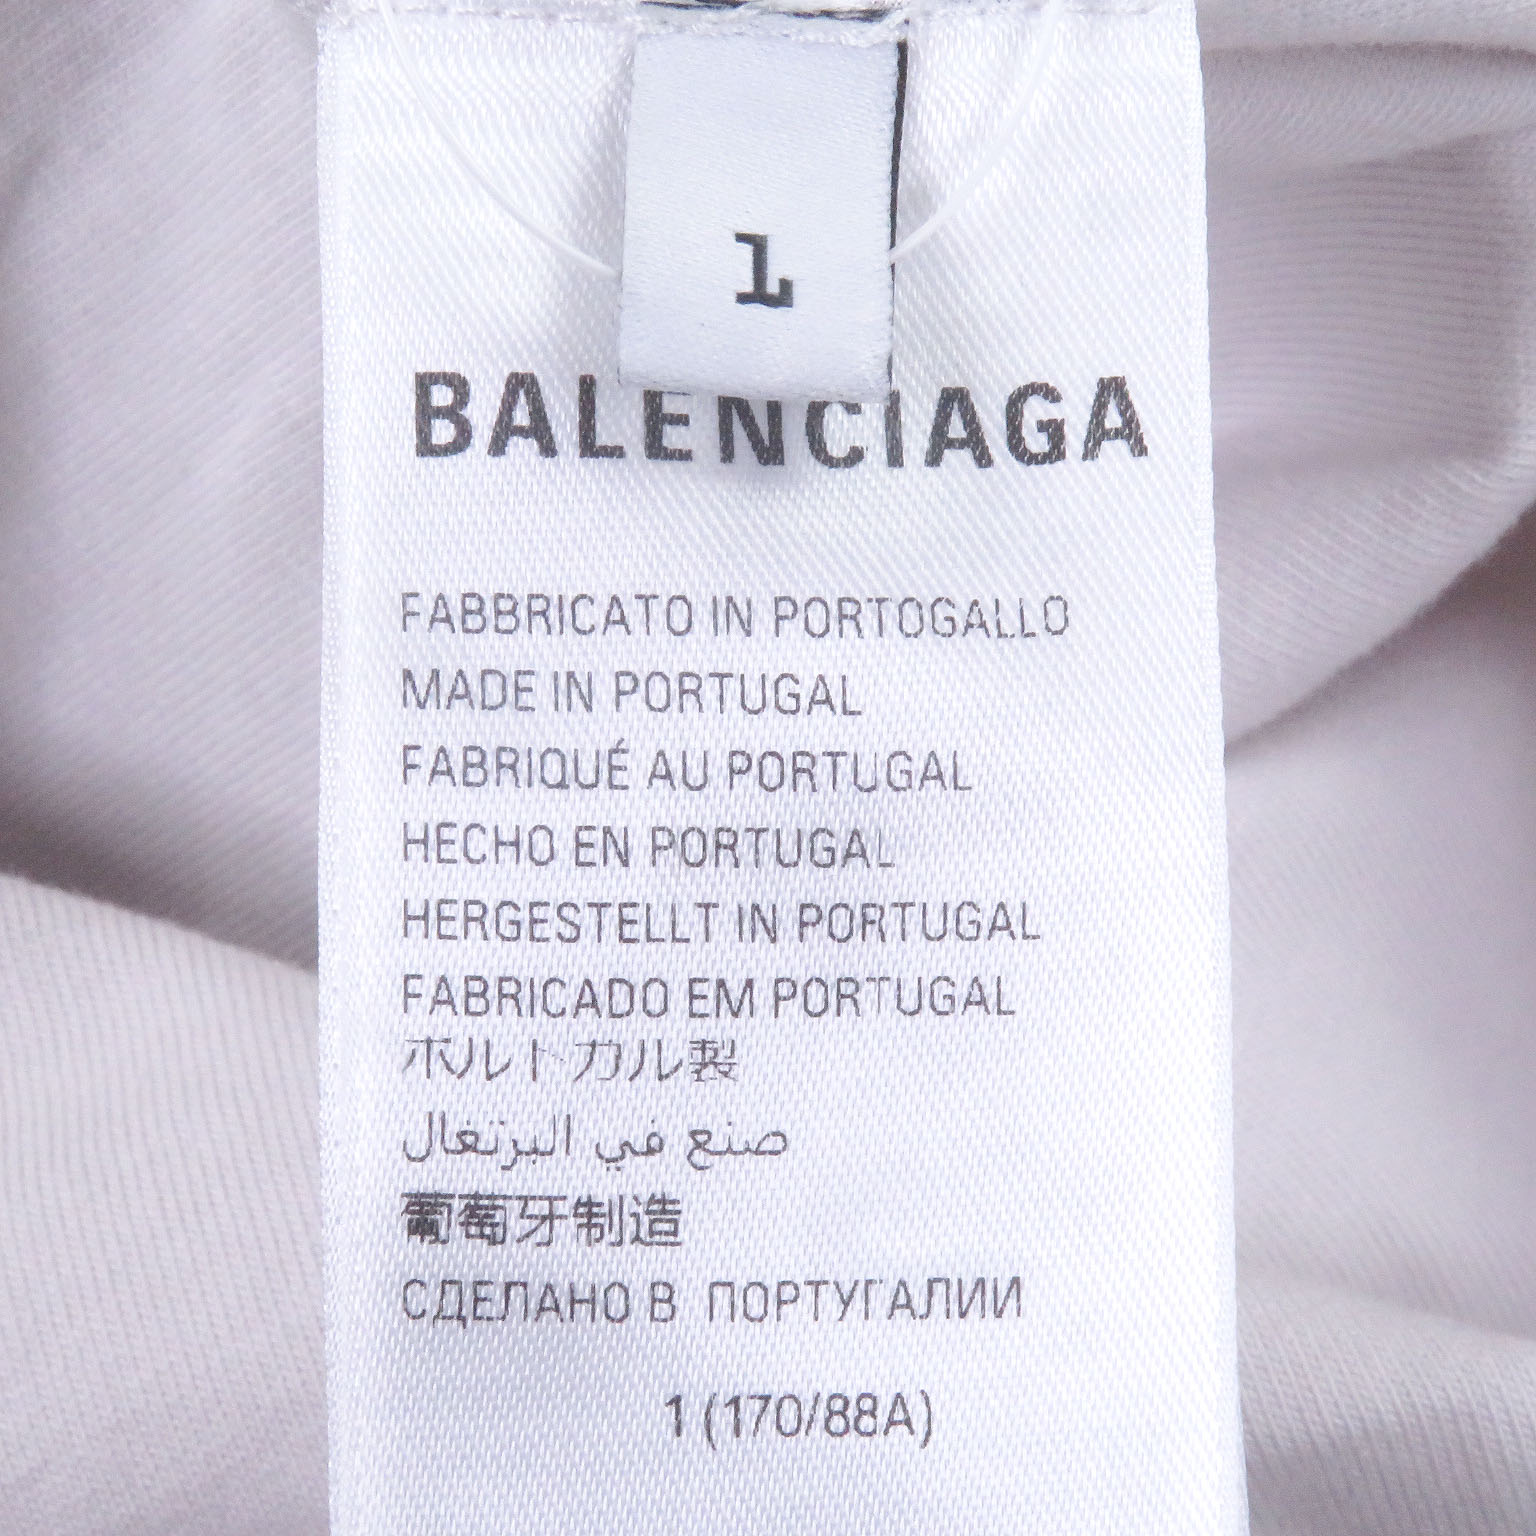 1
BALENCIAGA
FABBRICATO IN PORTOGALLO
MADE IN PORTUGAL
FABRIQUÉ AU PORTUGAL
HECHO EN PORTUGAL
HERGESTELLT IN PORTUGAL
FABRICADO EM PORTUGAL
ポルトガル製
صنع في البرتغال
葡萄牙制造
СДЕЛАНО В ПОРТУГАЛИИ
1 (170/88A)